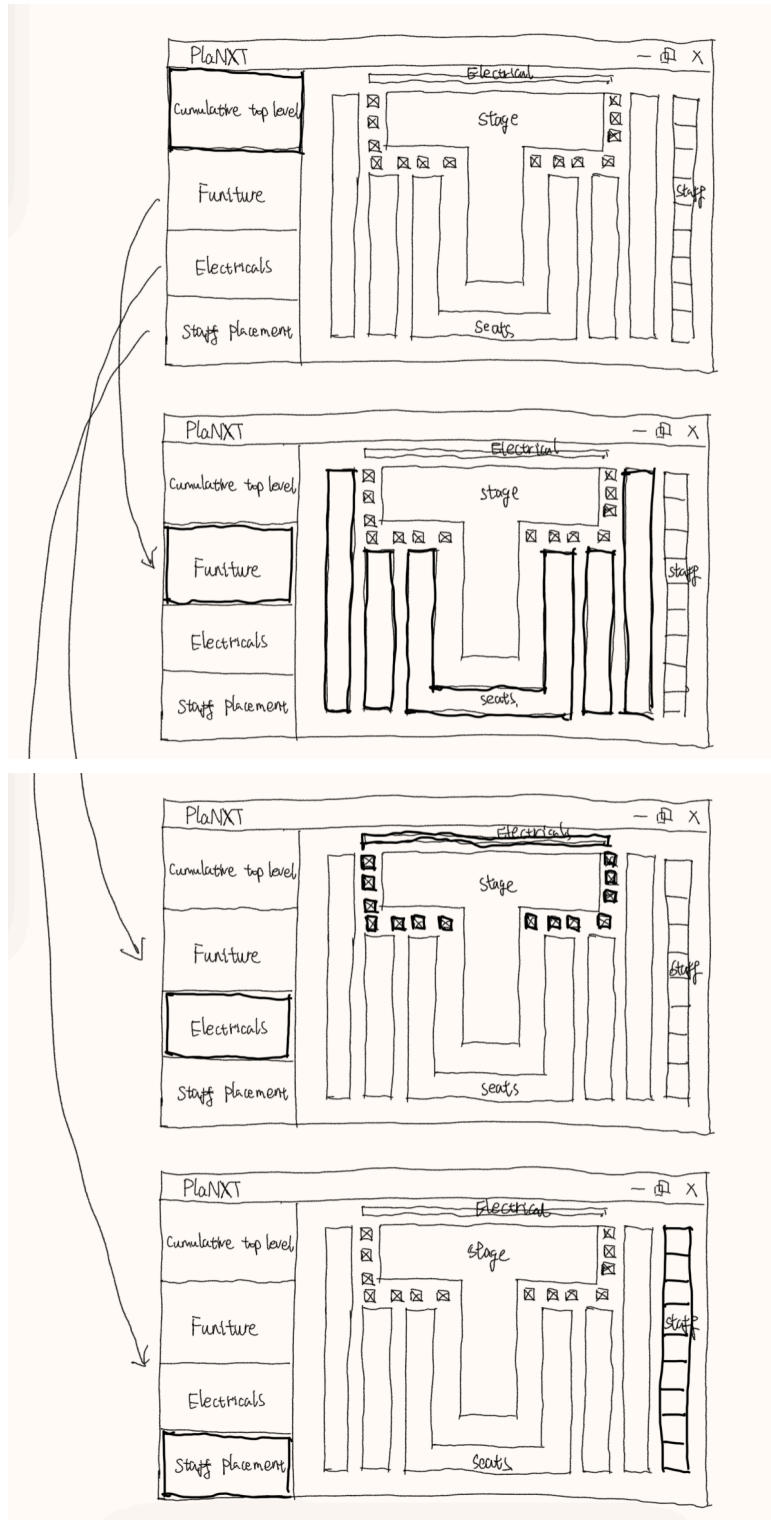 PlaNXT
Electrical
Cumulative top level
Stage
Funiture
Staff
Electricals
Staff placement
Seats
PlaNXT
Electrical
Cumulative top level
Stage
Funiture
Staff
Electricals
Staff placement
seats.
PlaNXT
Electricals
Cumulative top level
Stage
Funiture
Staff
Electricals
Staff placement
seats
PlaNXT
Electrical
Cumulative top level
stage
Funiture
Staff
Electricals
Staff placement
Seats